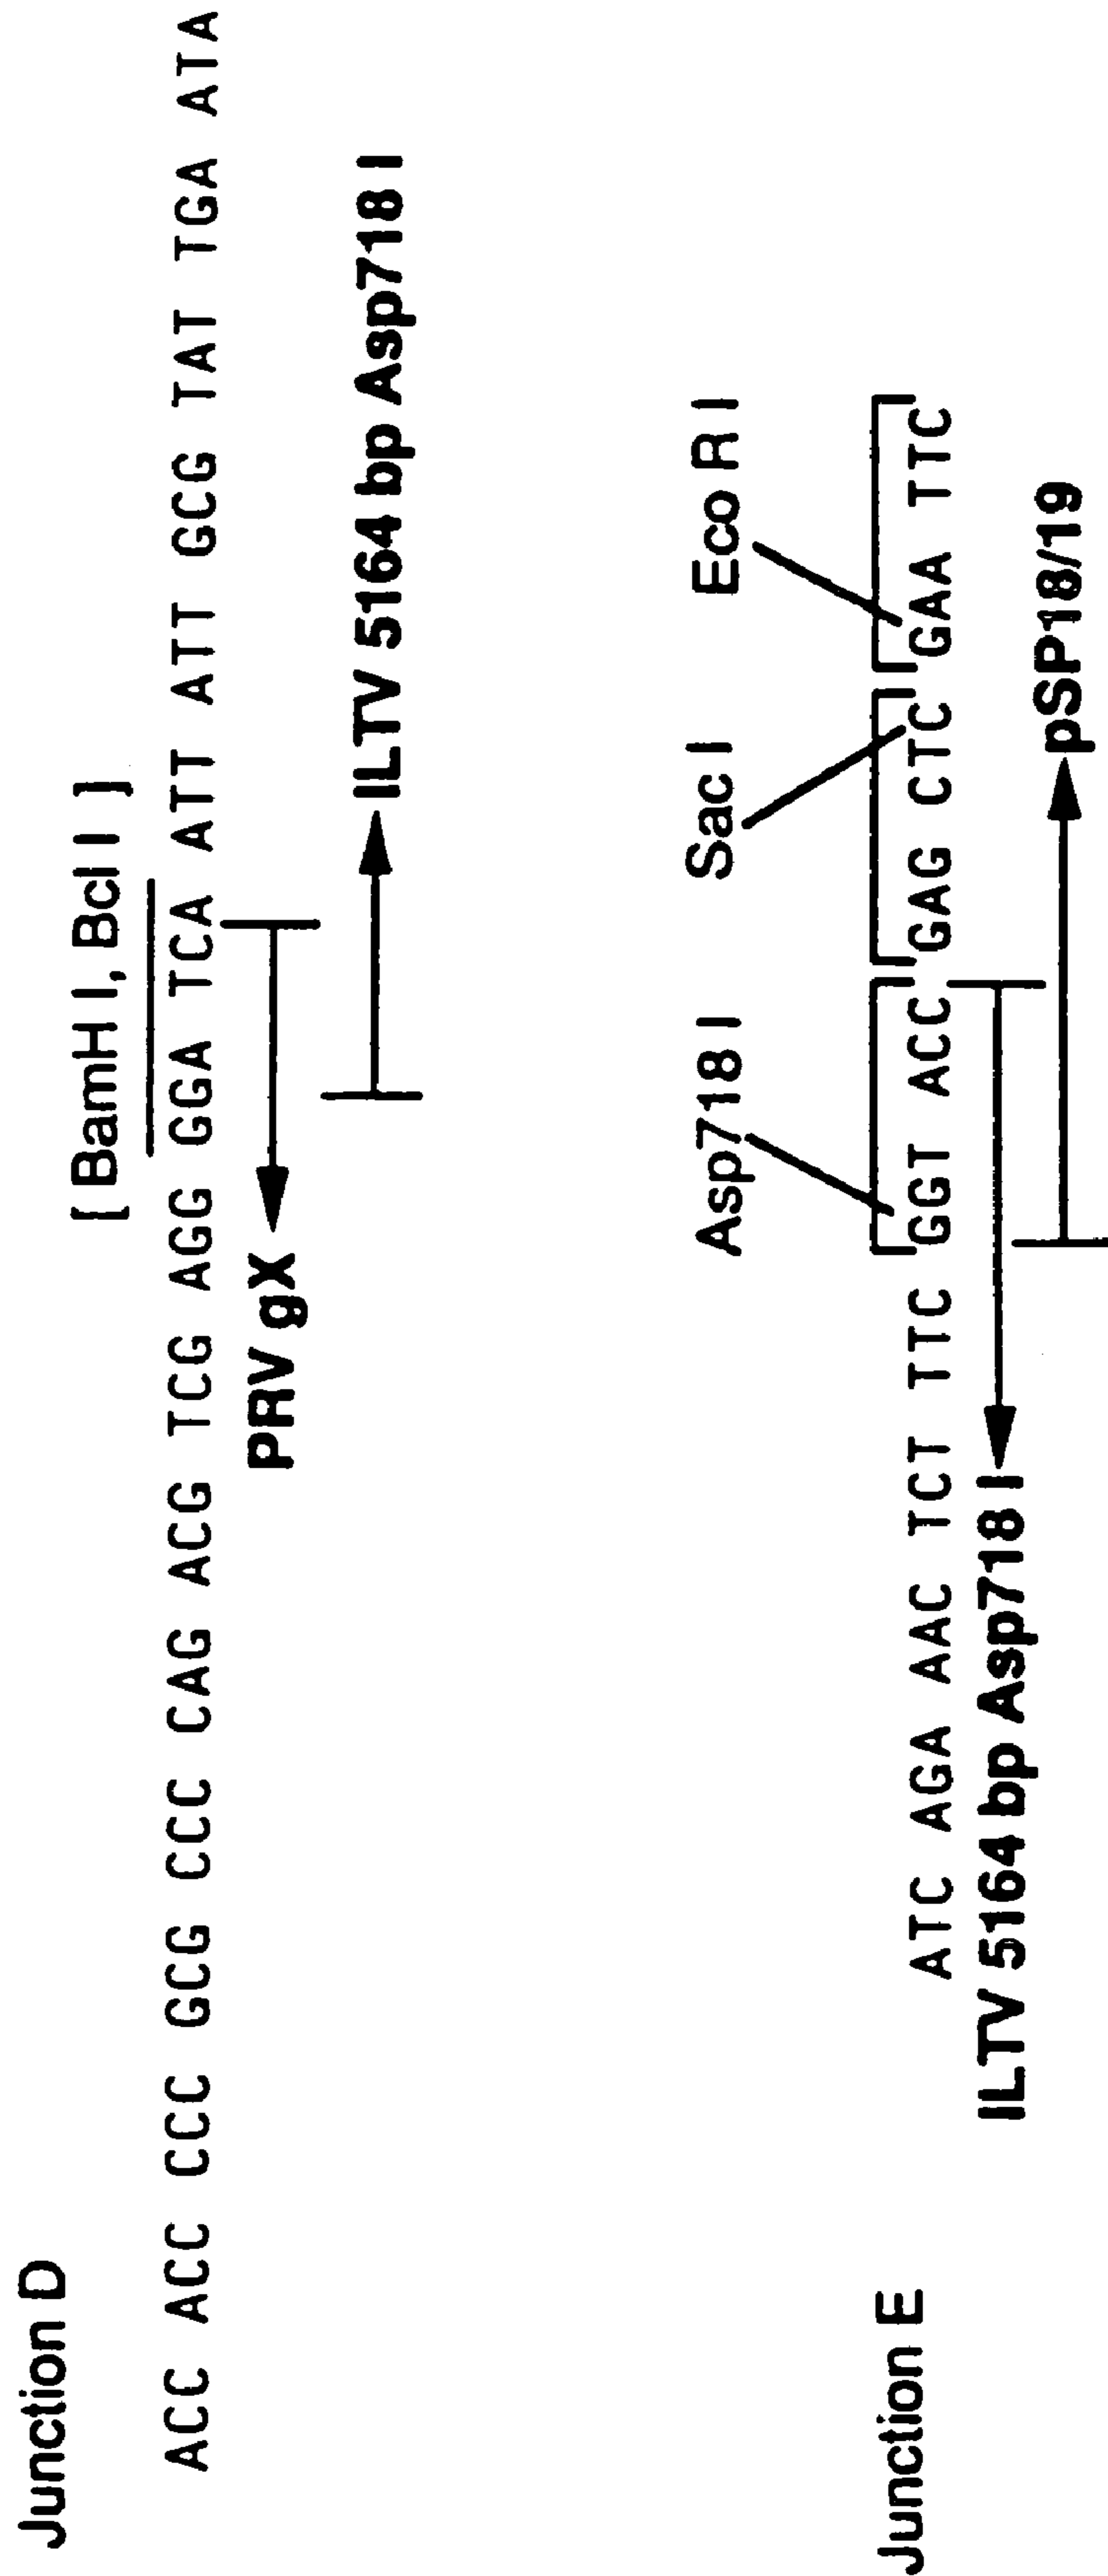 Junction D
[ BamH I, Bcl I ]
ACC ACC CCC GCG CCC CAG ACG TCG AGG GGA TCA ATT ATT GCG TAT TGA ATA
PRV gX
ILTV 5164 bp Asp718 I
Junction E
Asp718 I Sac I Eco R I
ATC AGA AAC TCT TTC GGT ACC GAG CTC GAA TTC
ILTV 5164 bp Asp718 I
pSP18/19